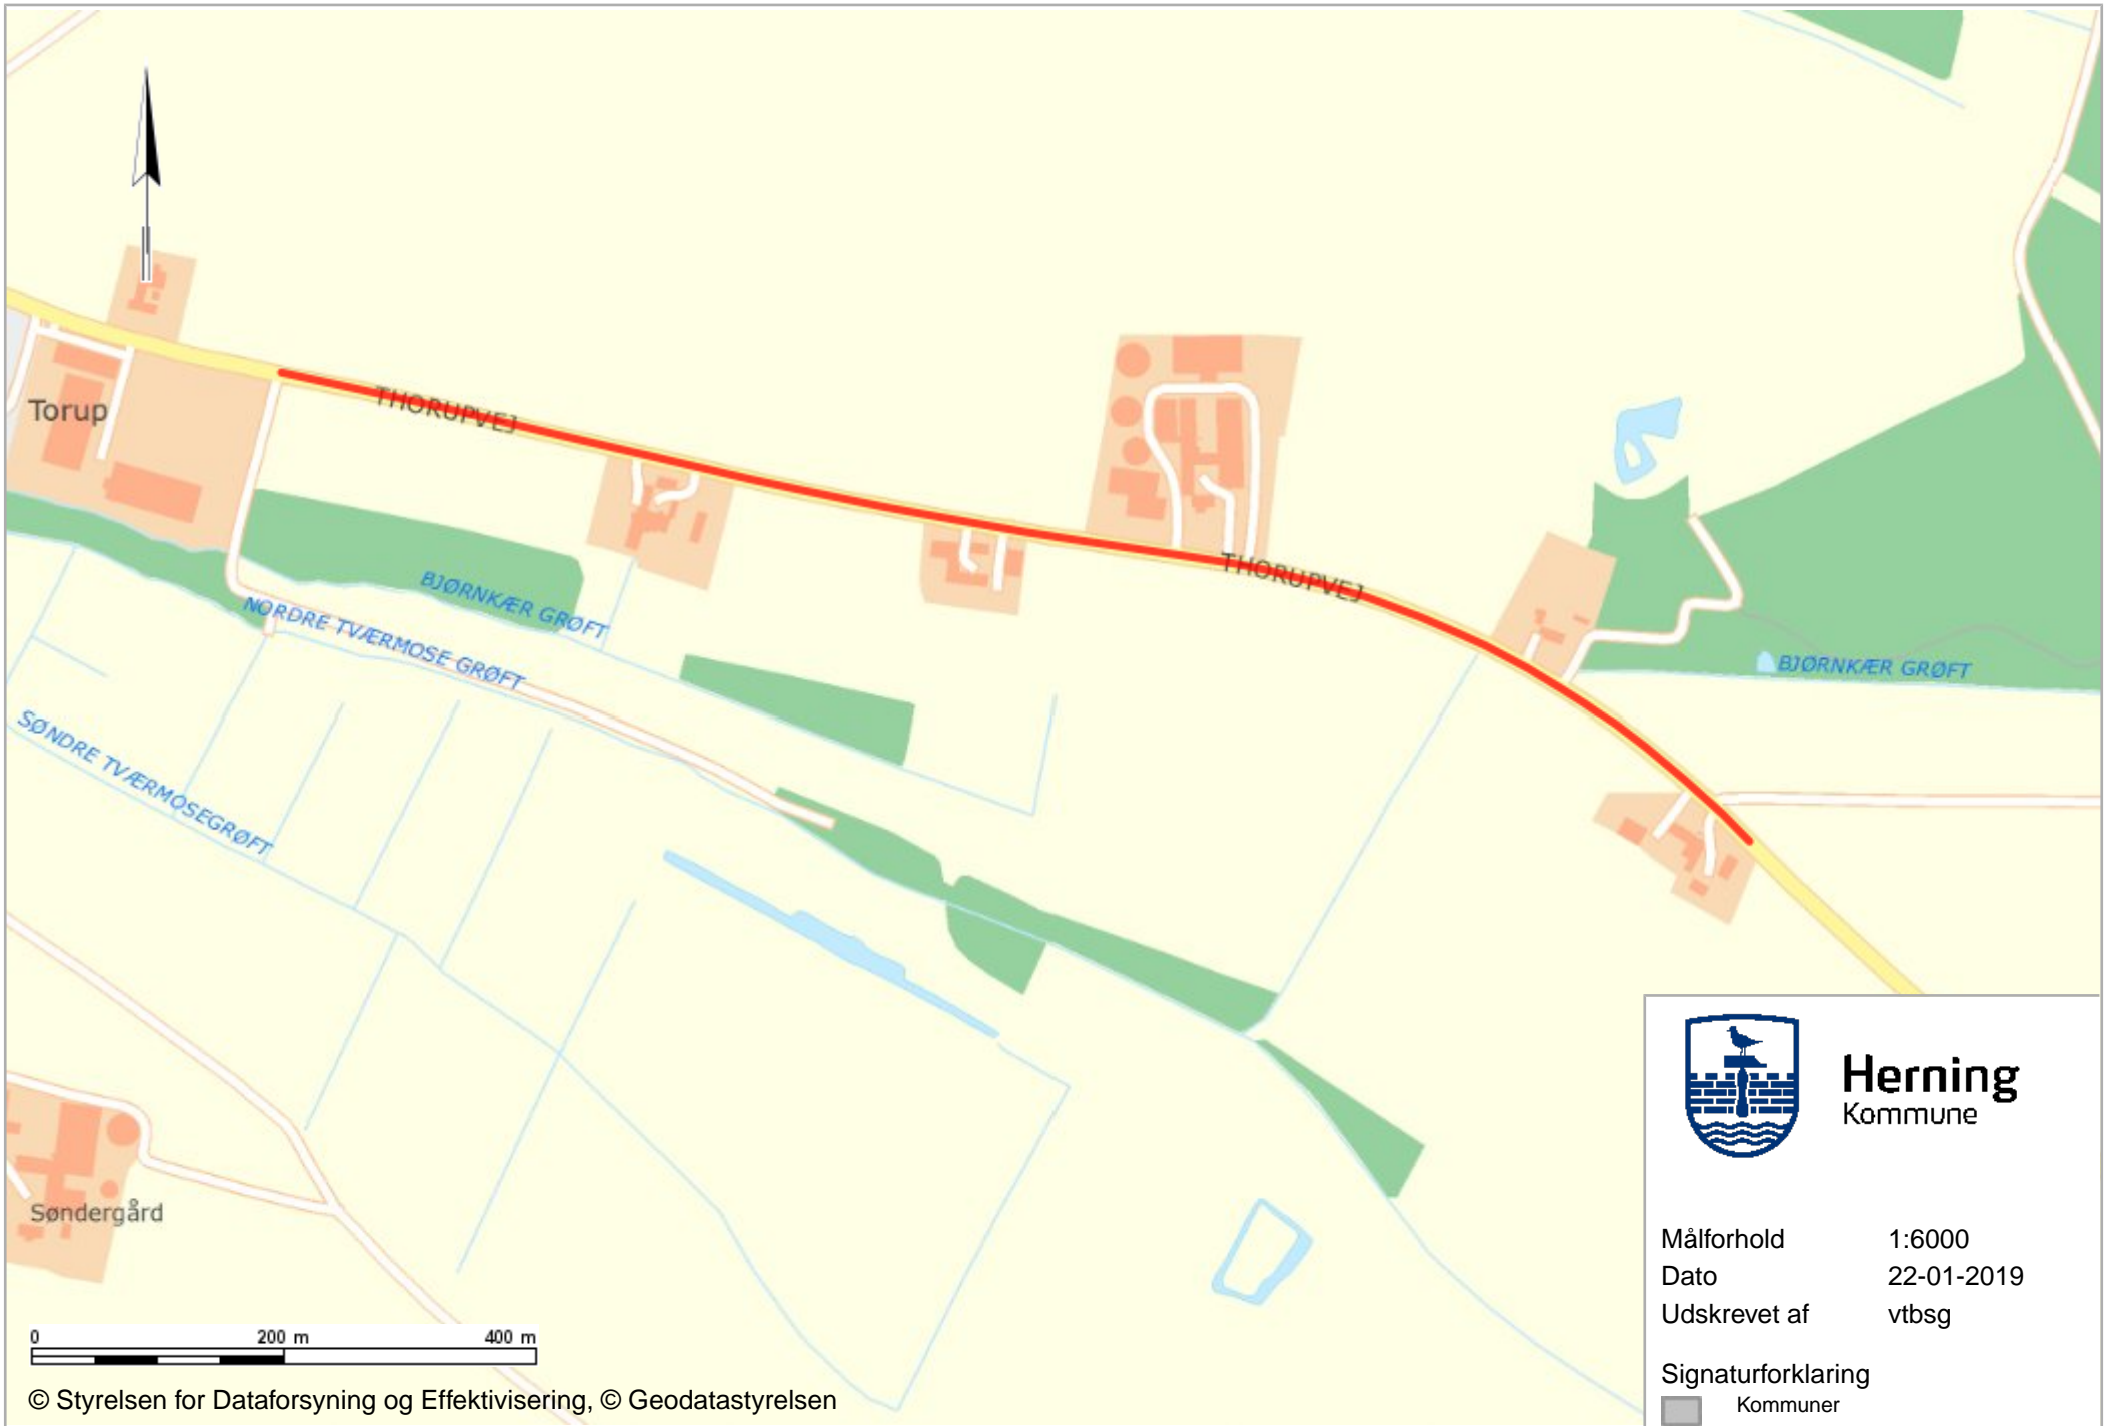 Torup
THORUPVEJ
THORUPVEJ
BJØRNKÆR GRØFT
NORDRE TVÆRMOSE GRØFT
BJØRNKÆR GRØFT
SØNDRE TVÆRMOSEGRØFT
Søndergård
0 200 m 400 m
© Styrelsen for Dataforsyning og Effektivisering, © Geodatastyrelsen
Herning
Kommune
Målforhold 1:6000
Dato 22-01-2019
Udskrevet af vtbsg
Signaturforklaring
Kommuner